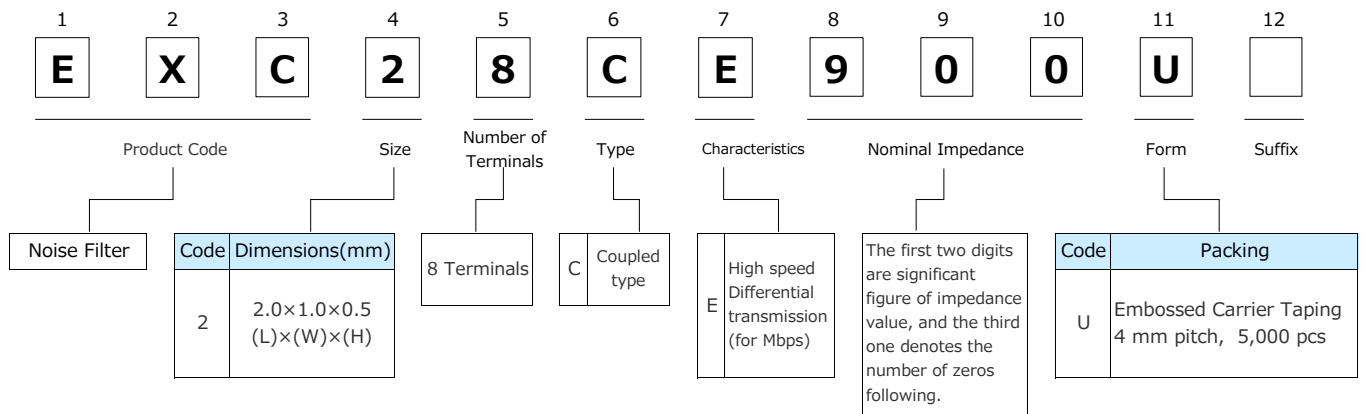 1 2 3 4 5 6 7 8 9 10 11 12
E X C 2 8 C E 9 0 0 U
Product Code
Size
Number of
Terminals
Type
Characteristics
Nominal Impedance
Form
Suffix
Noise Filter
Code Dimensions(mm)
2 2.0×1.0×0.5
(L)×(W)×(H)
8 Terminals
C Coupled
type
E High speed
Differential
transmission
(for Mbps)
The first two digits
are significant
figure of impedance
value, and the third
one denotes the
number of zeros
following.
Code Packing
U Embossed Carrier Taping
4 mm pitch, 5,000 pcs